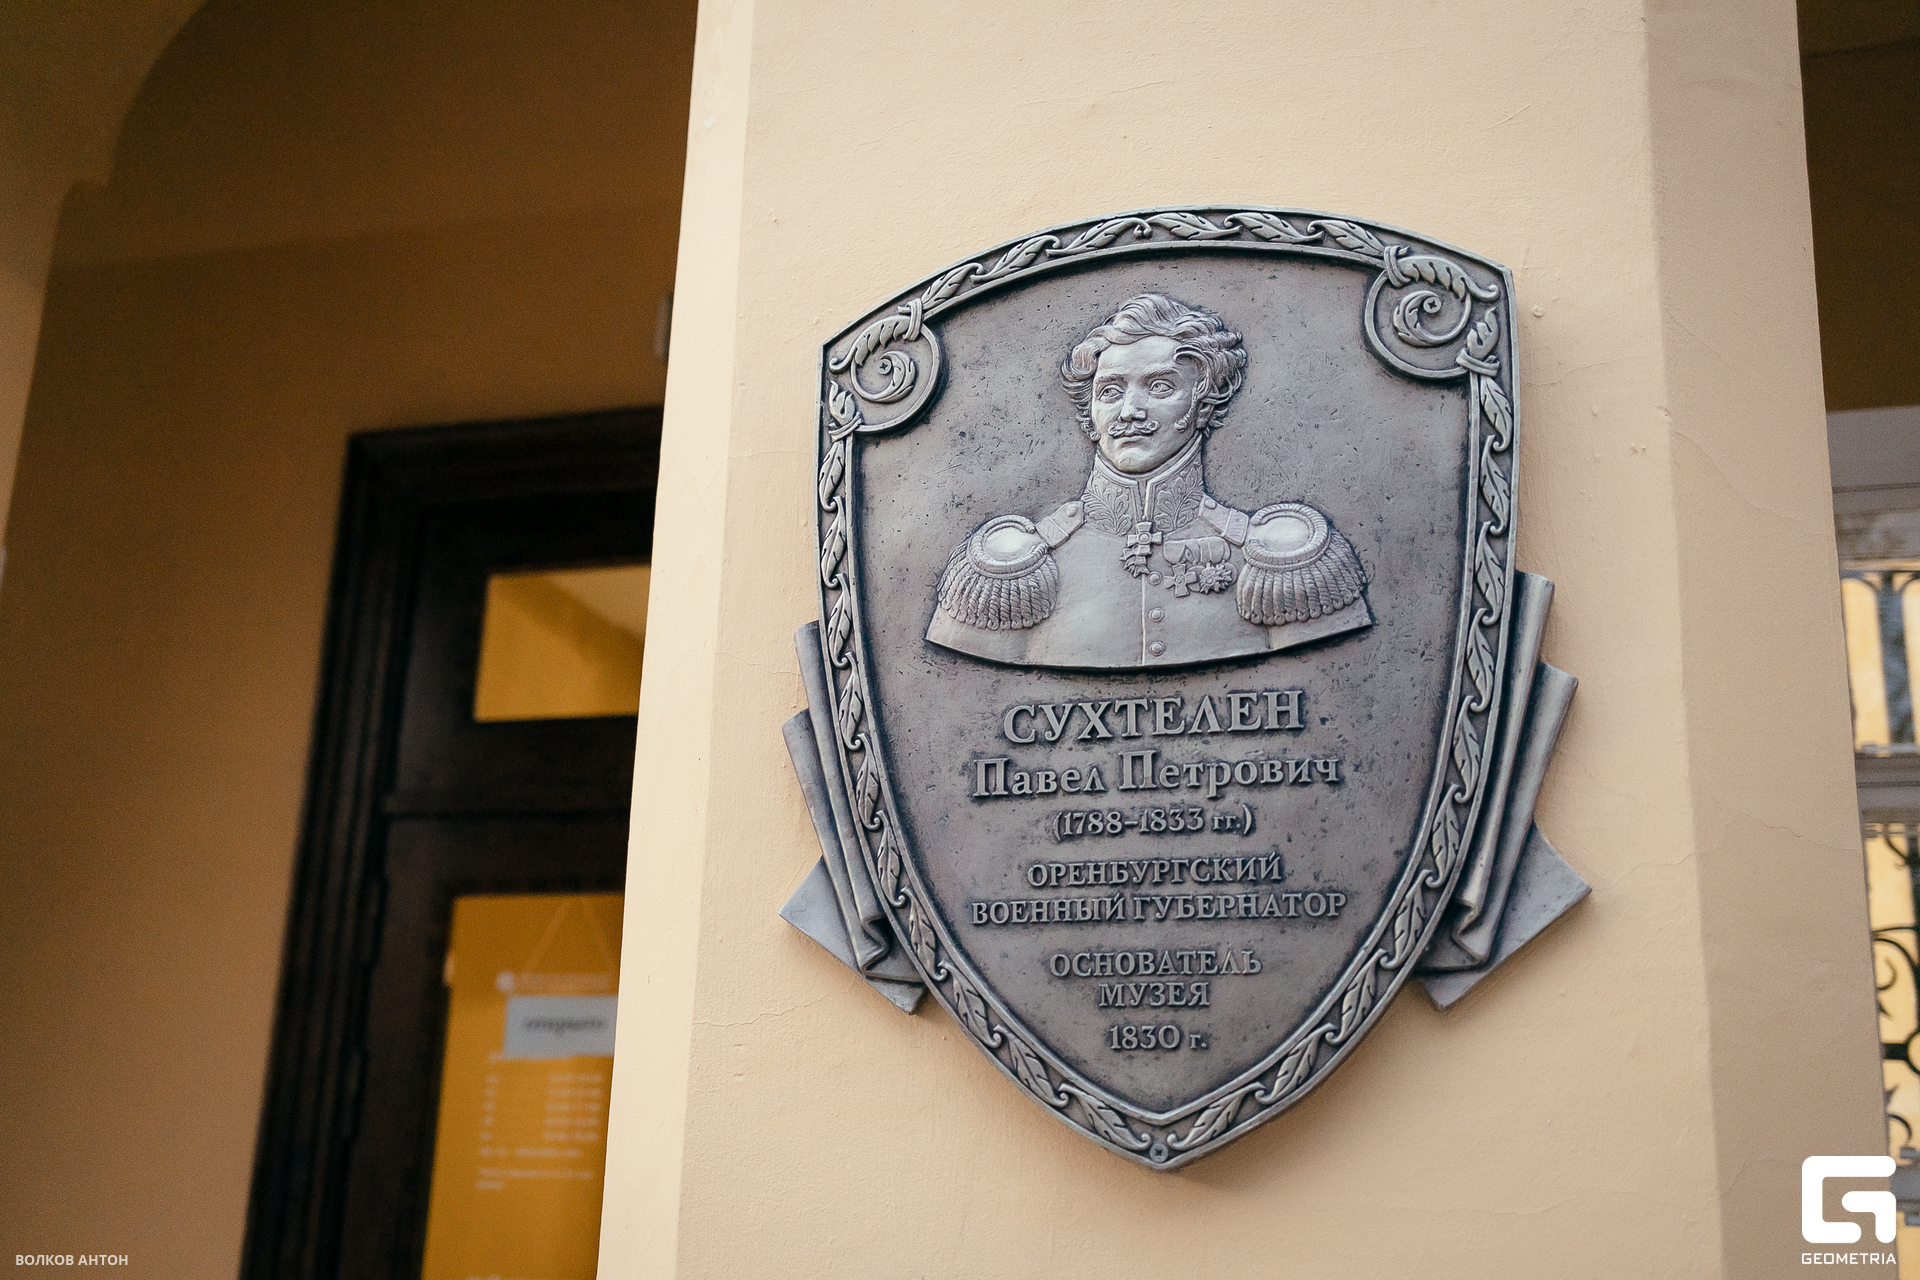 СУХТЕЛЕН
Павел Петрович
(1788-1833 гг.)
ОРЕНБУРГСКИЙ
ВОЕННЫЙ ГУБЕРНАТОР
ОСНОВАТЕЛЬ
МУЗЕЯ
1830 г.
ВОЛКОВ АНТОН
GEOMETRIA